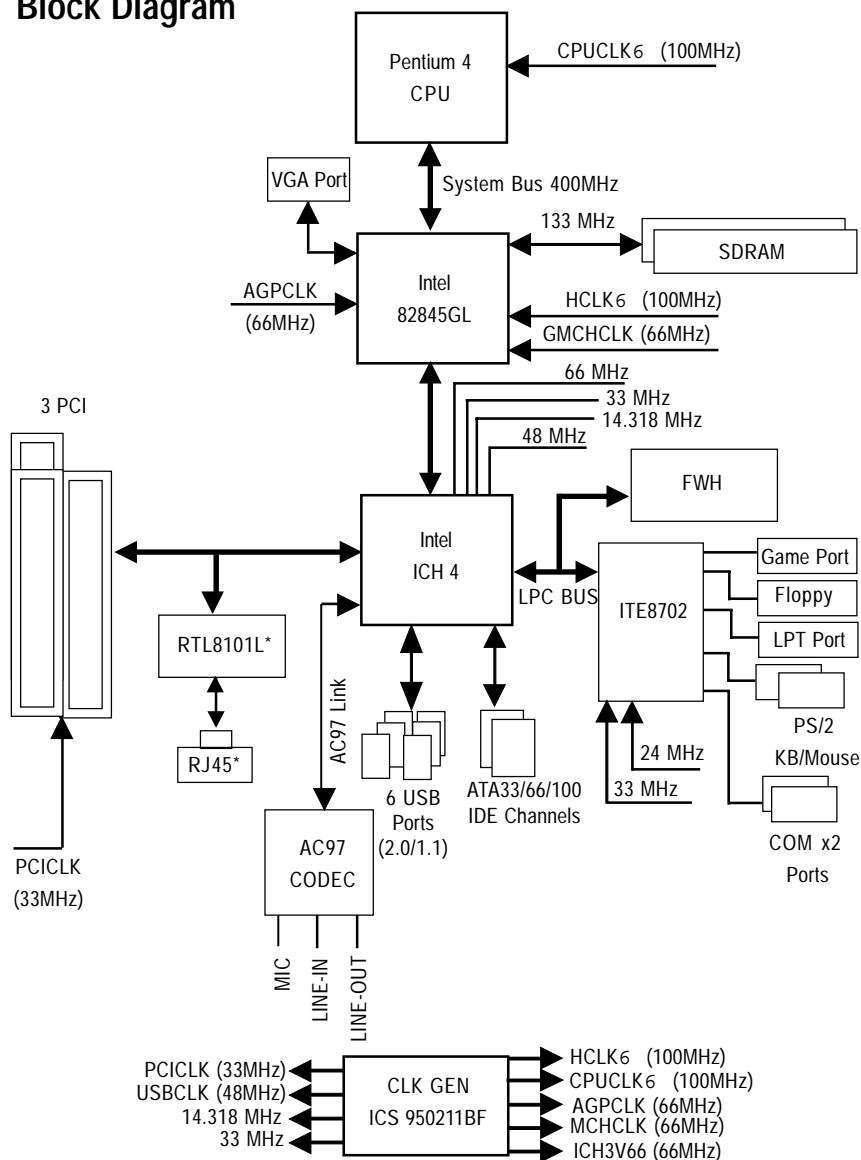 Block Diagram
Pentium 4
CPU
CPUCLK6 (100MHz)
System Bus 400MHz
VGA Port
133 MHz
SDRAM
Intel
82845GL
AGPCLK
(66MHz)
HCLK6 (100MHz)
GMCHCLK (66MHz)
66 MHz
33 MHz
14.318 MHz
48 MHz
3 PCI
FWH
Intel
ICH 4
LPC BUS
ITE8702
Game Port
Floppy
LPT Port
PS/2
KB/Mouse
24 MHz
33 MHz
COM x2
Ports
RTL8101L*
RJ45*
AC97 Link
6 USB
Ports
(2.0/1.1)
ATA33/66/100
IDE Channels
PCICLK
(33MHz)
AC97
CODEC
MIC
LINE-IN
LINE-OUT
PCICLK (33MHz)
USBCLK (48MHz)
14.318 MHz
33 MHz
CLK GEN
ICS 950211BF
HCLK6 (100MHz)
CPUCLK6 (100MHz)
AGPCLK (66MHz)
MCHCLK (66MHz)
ICH3V66 (66MHz)